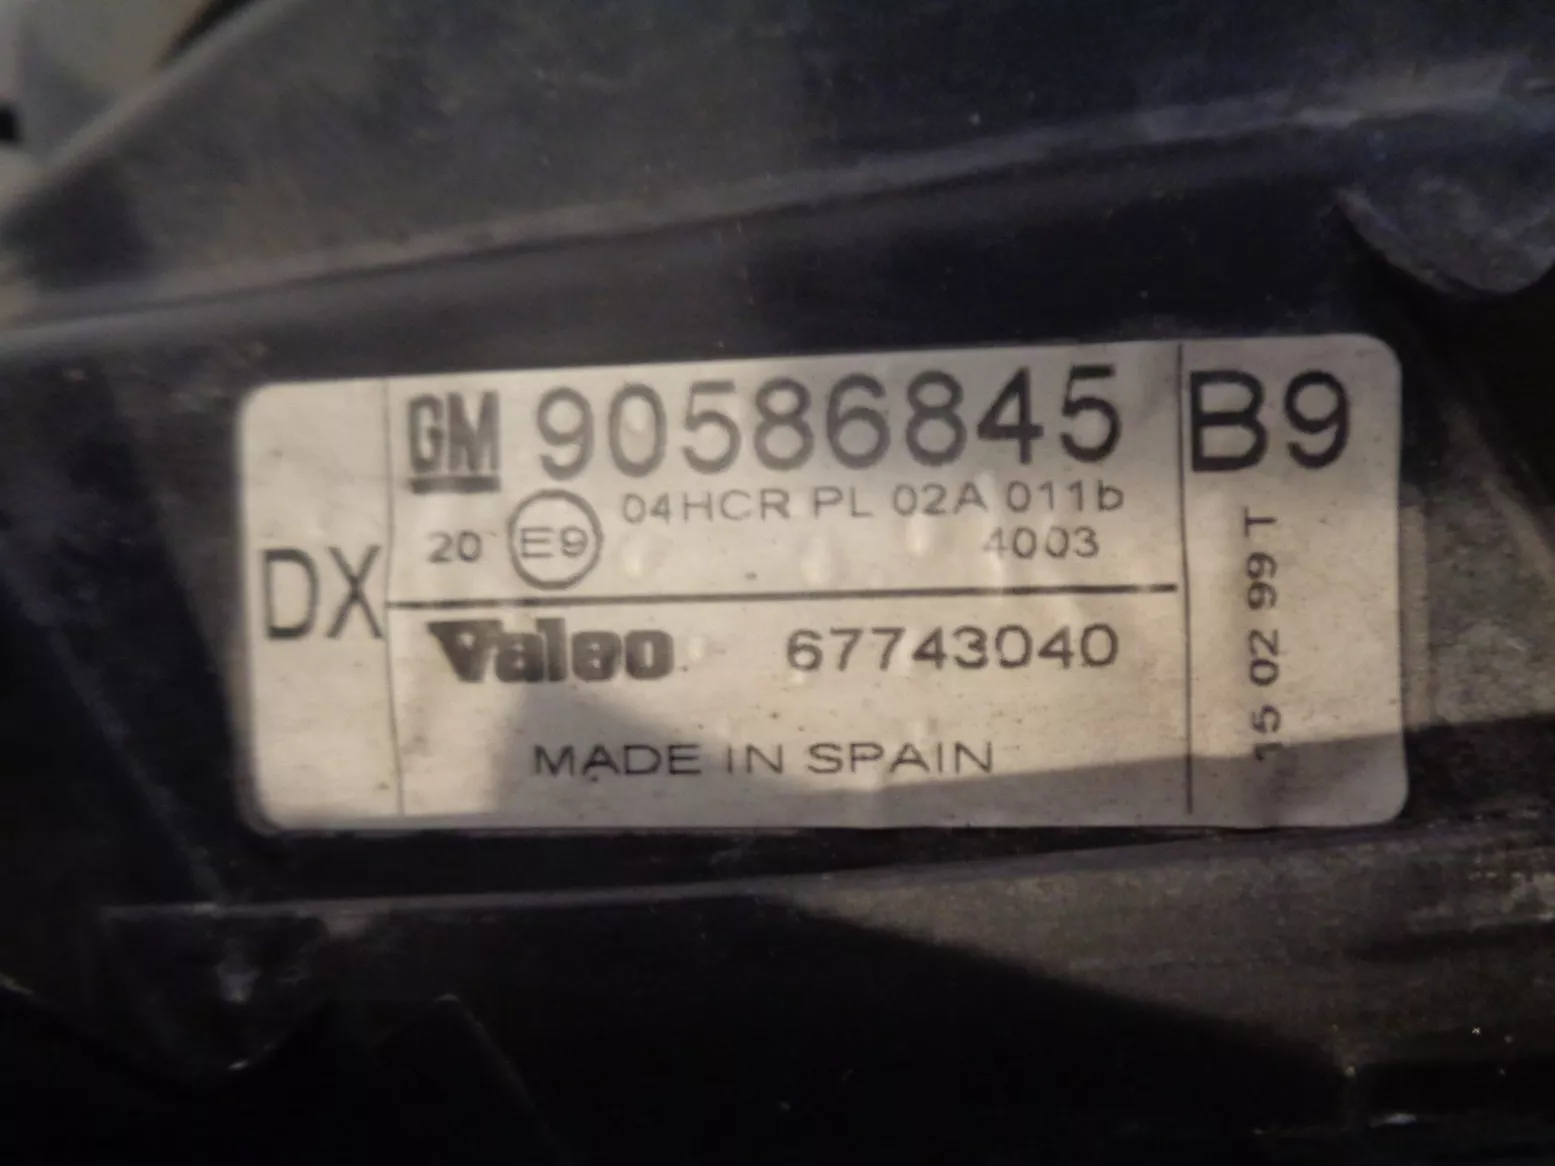 DX
GM 90586845
20 E9 04HCR PL 02A 011b
4003
Valeo 67743040
MADE IN SPAIN
B9
15 02 99 T